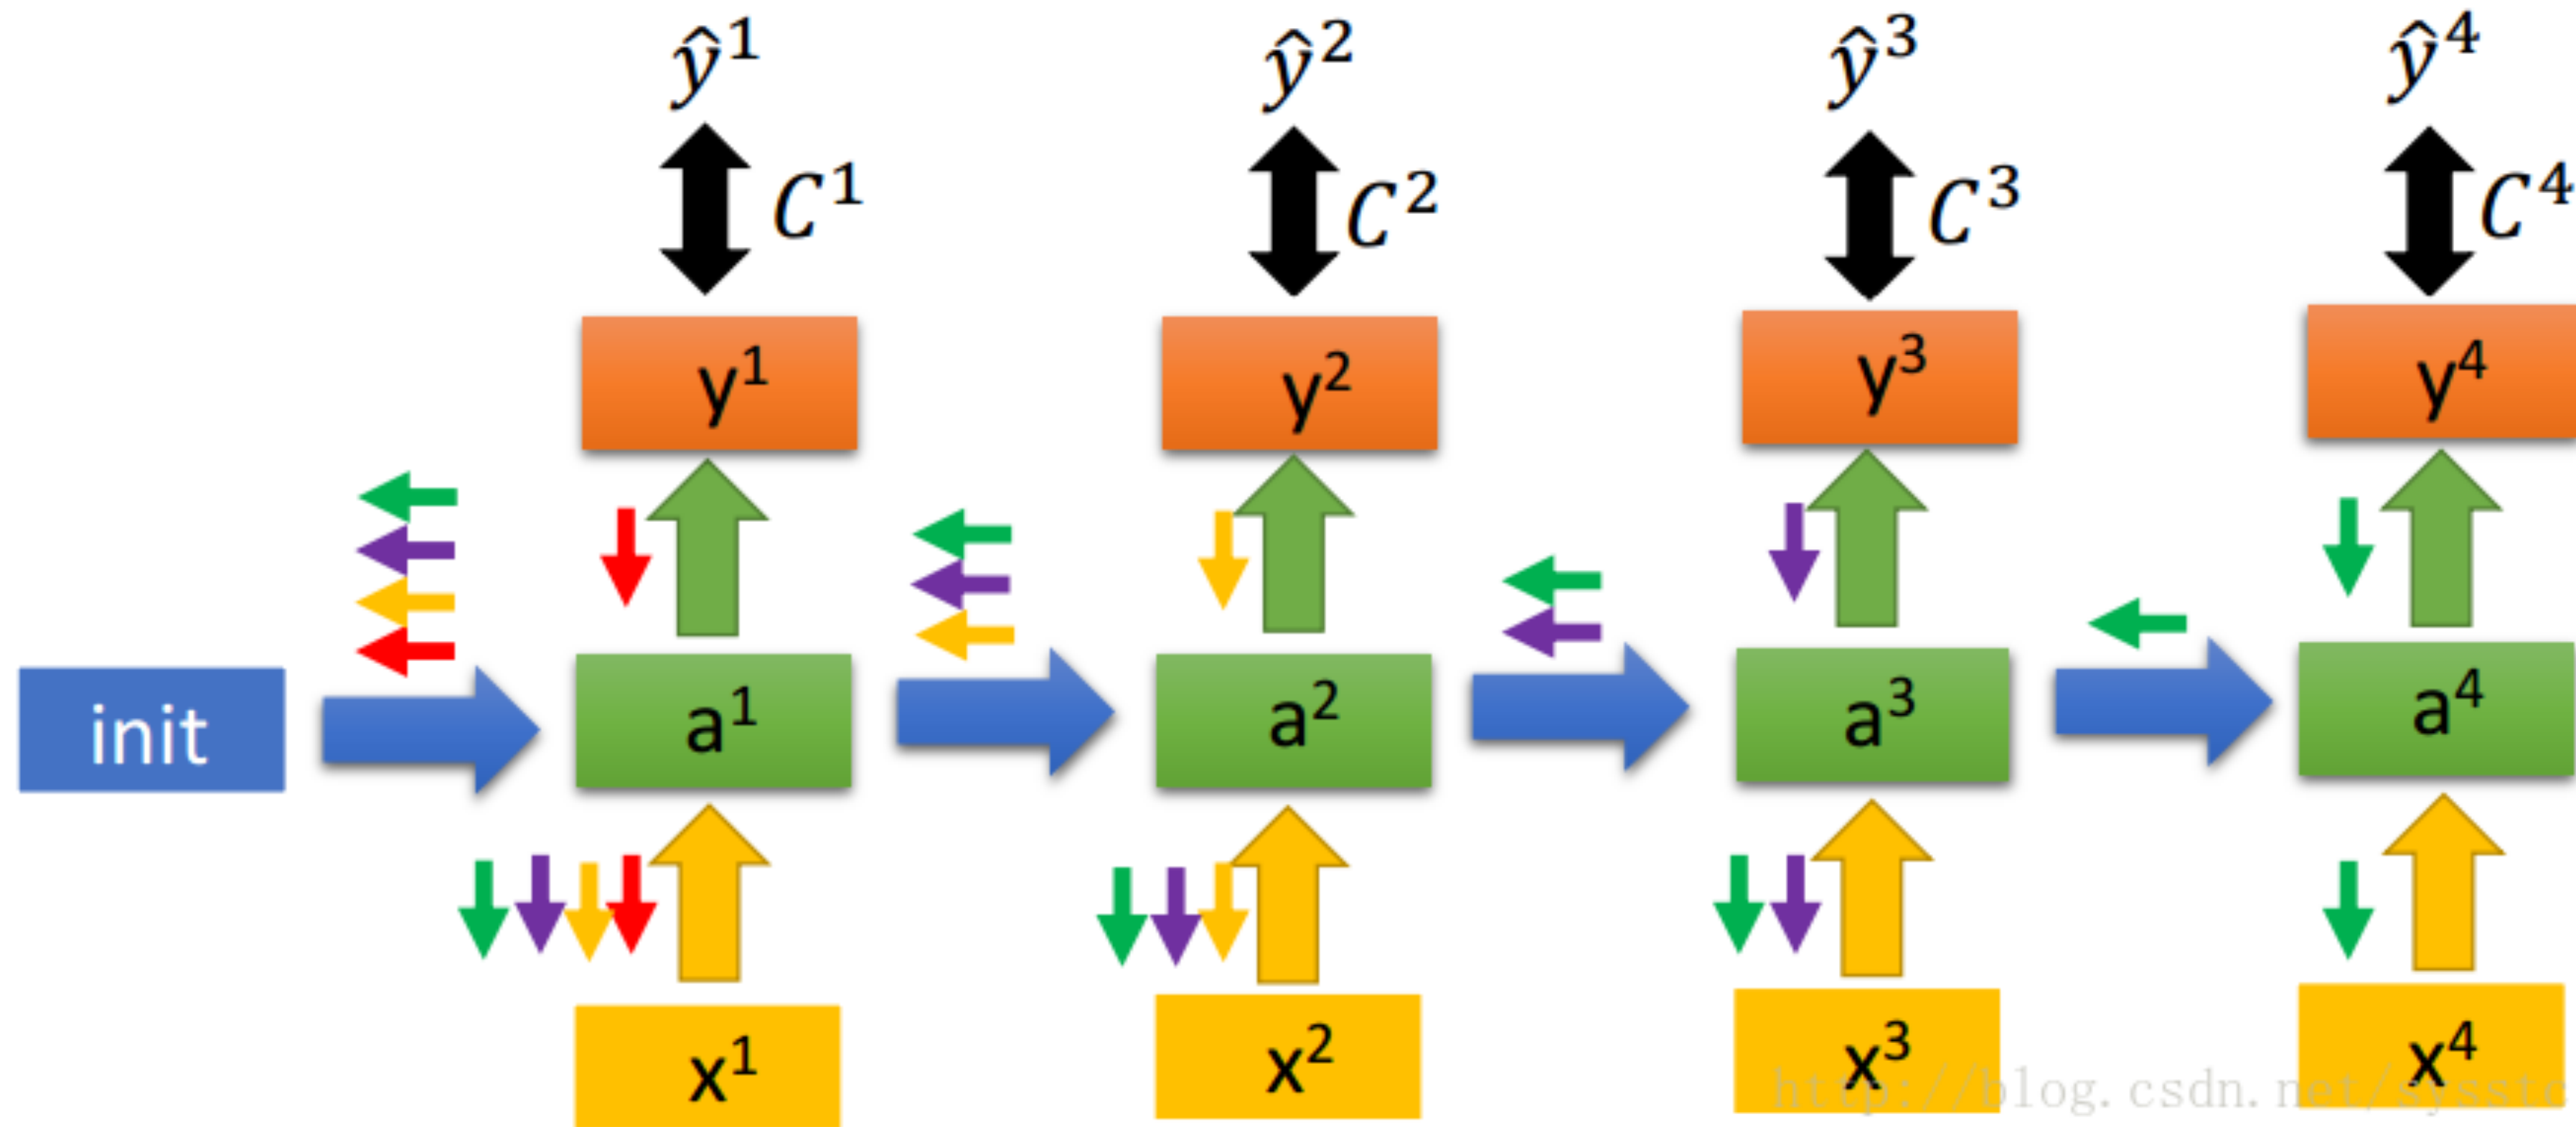 ŷ¹ ŷ² ŷ³ ŷ⁴
C¹ C² C³ C⁴
y¹ y² y³ y⁴
init a¹ a² a³ a⁴
x¹ x² x³ x⁴
http://blog.csdn.net/sysstc